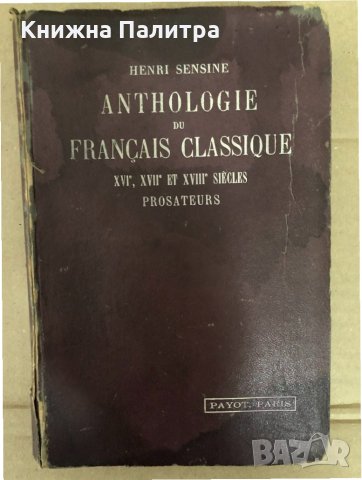 Книжна Палитра
HENRI SENSINE
ANTHOLOGIE
DU
FRANÇAIS CLASSIQUE
XVIᵉ, XVIIᵉ ET XVIIIᵉ SIÈCLES
PROSATEURS
PAYOT. PARIS
BAZAR